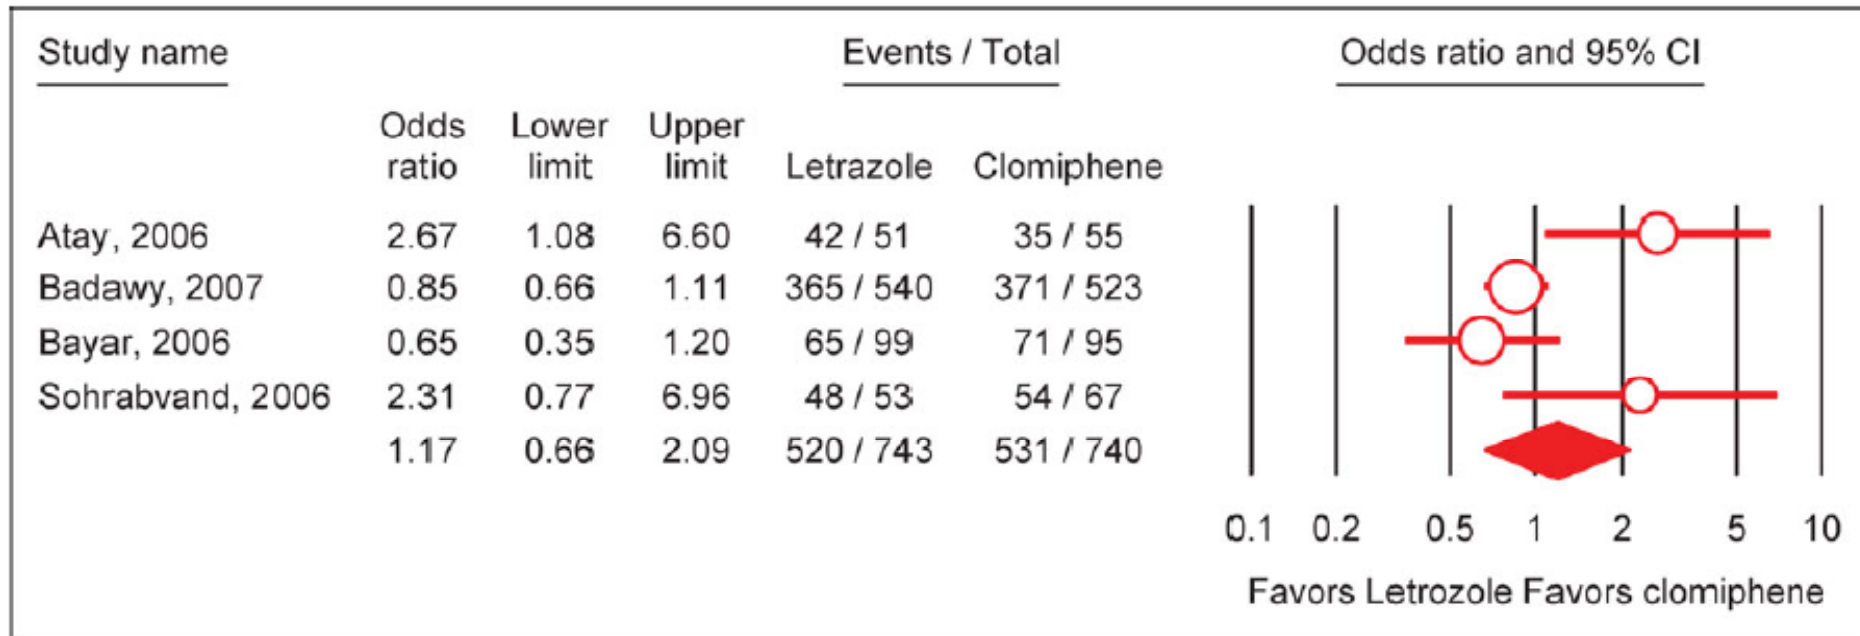 Study name Events / Total Odds ratio and 95% CI
Odds Lower Upper
ratio limit limit Letrazole Clomiphene
Atay, 2006 2.67 1.08 6.60 42 / 51 35 / 55
Badawy, 2007 0.85 0.66 1.11 365 / 540 371 / 523
Bayar, 2006 0.65 0.35 1.20 65 / 99 71 / 95
Sohrabvand, 2006 2.31 0.77 6.96 48 / 53 54 / 67
1.17 0.66 2.09 520 / 743 531 / 740
0.1 0.2 0.5 1 2 5 10
Favors Letrozole Favors clomiphene